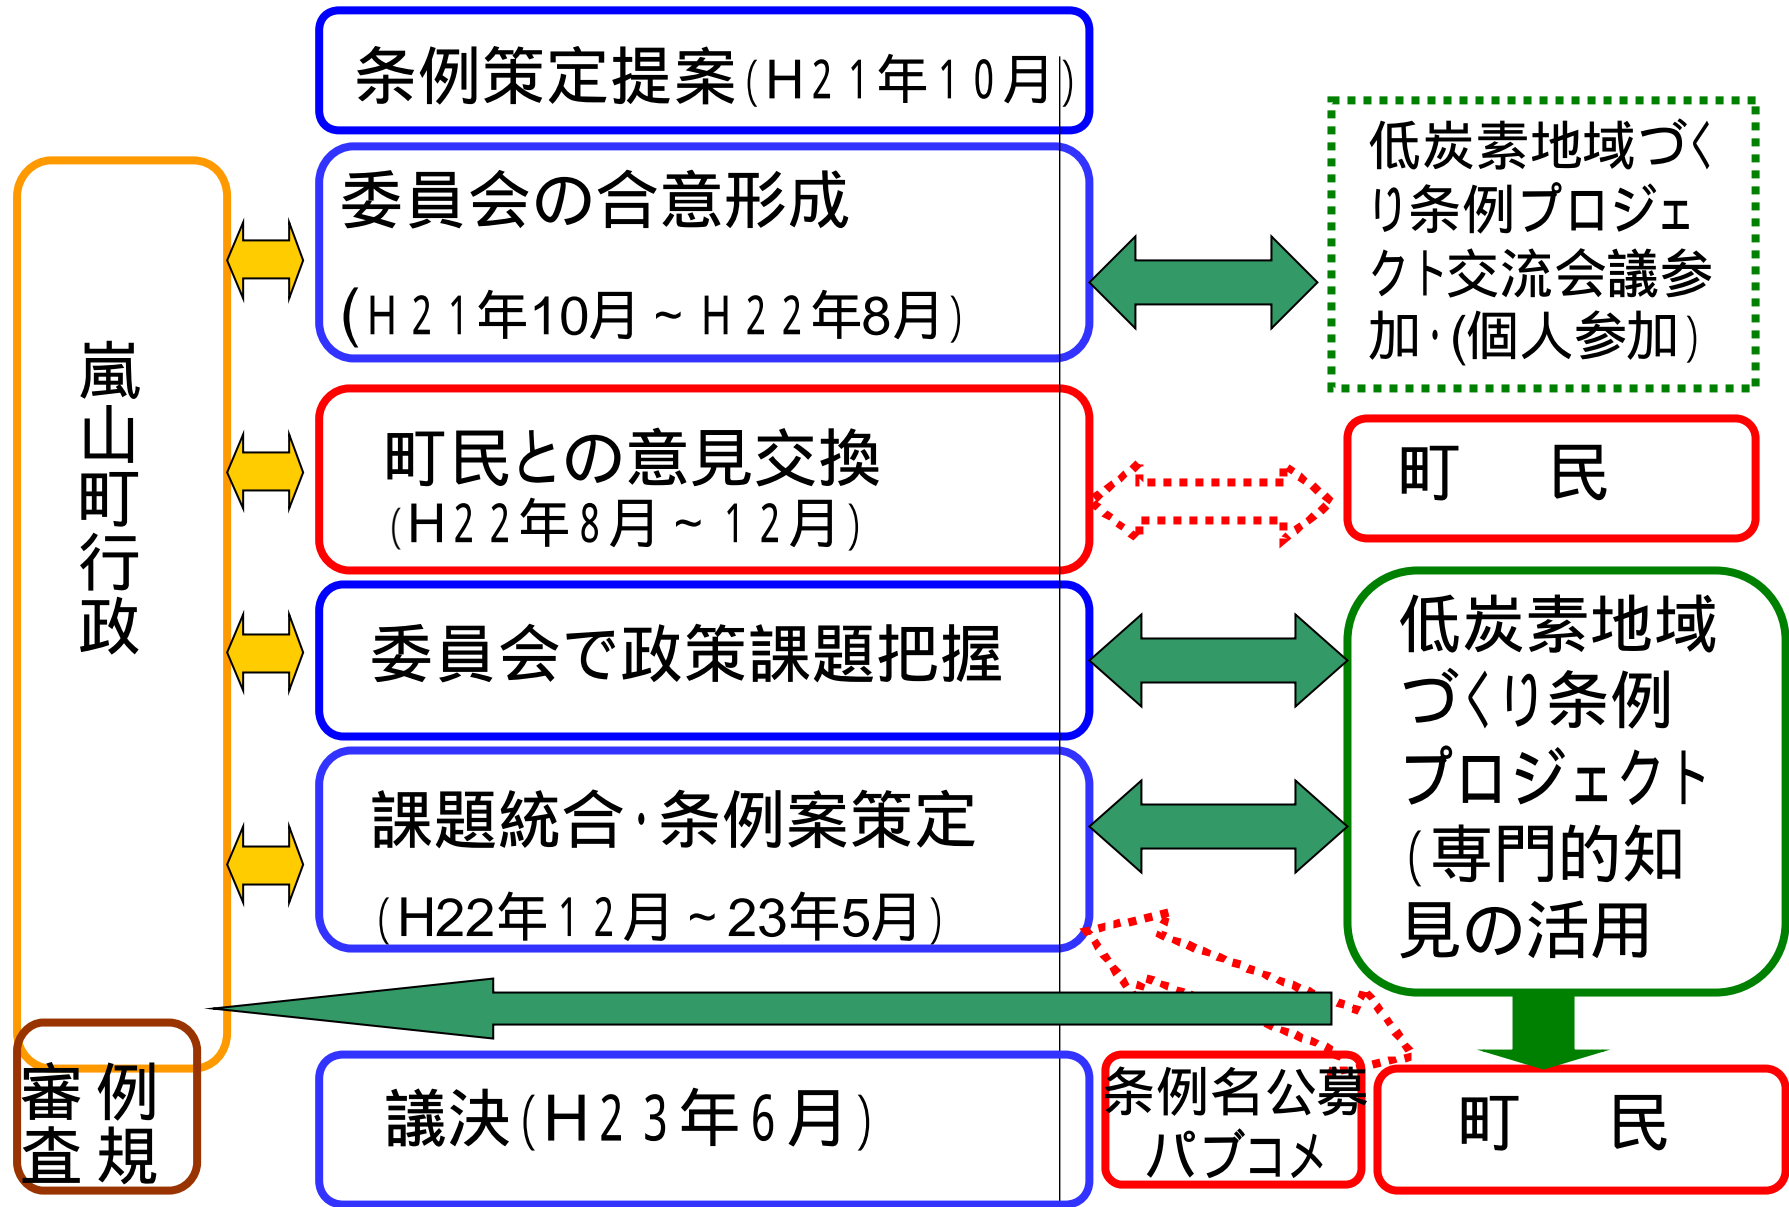 条例策定提案(H21年10月)
委員会の合意形成
(H21年10月~H22年8月)
町民との意見交換
(H22年8月~12月)
委員会で政策課題把握
課題統合・条例案策定
(H22年12月~23年5月)
議決(H23年6月)
嵐山町行政
例規
審査
低炭素地域づく
り条例プロジェ
クト交流会議参
加・(個人参加)
町 民
低炭素地域
づくり条例
プロジェクト
(専門的知
見の活用
条例名公募
パブコメ
町 民